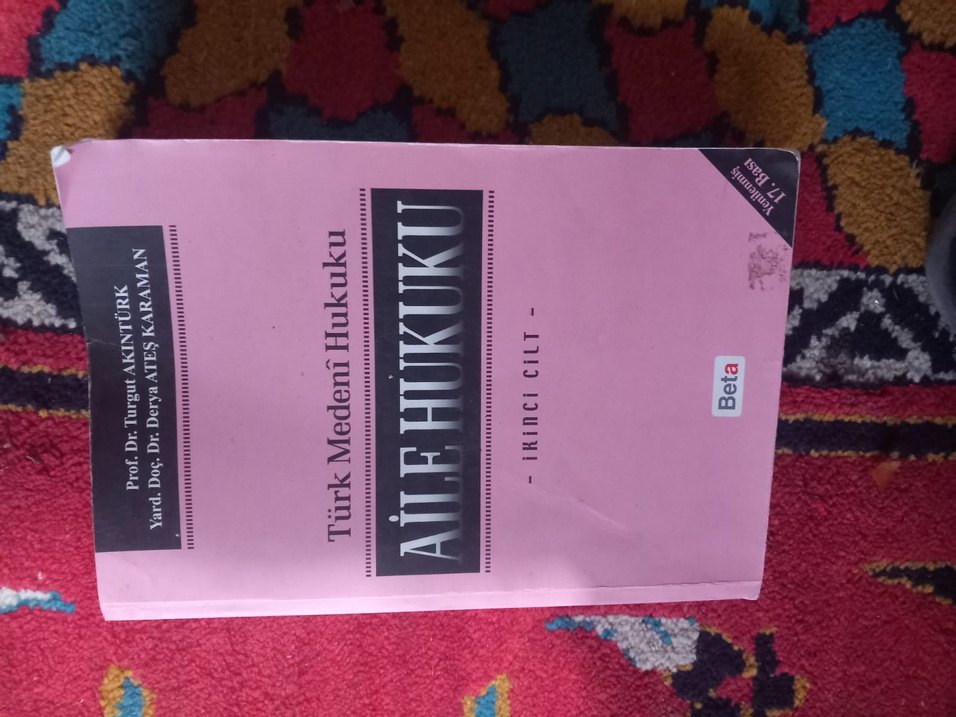 Prof. Dr. Turgut AKINTÜRK
Yard. Doç. Dr. Derya ATEŞ KARAMAN
Türk Medenî Hukuku
AİLE HUKUKU
- İKİNCİ CİLT -
Yenilenmiş
17. Bası
Beta